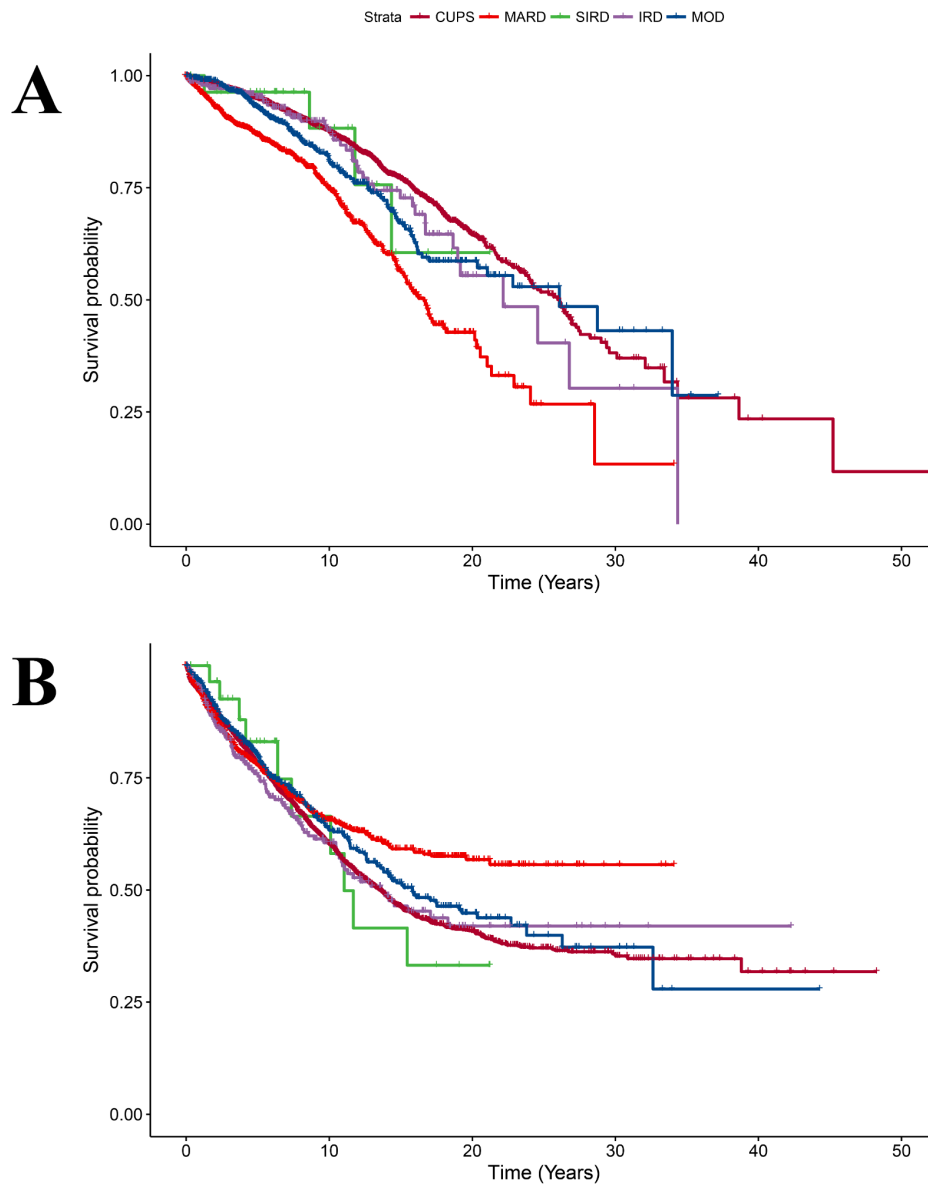 Strata CUPS MARD SIRD IRD MOD
A
1.00
0.75
0.50
0.25
0.00
Survival probability
0 10 20 30 40 50
Time (Years)
B
0.75
0.50
0.25
0.00
Survival probability
0 10 20 30 40 50
Time (Years)